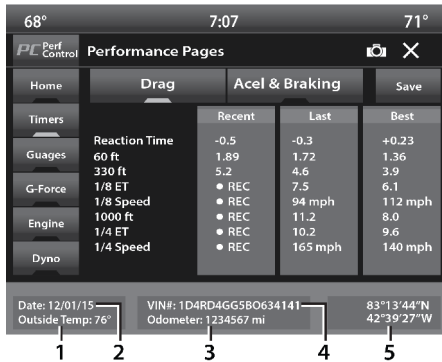 68° 7:07 71°
PC Perf Control Performance Pages
Home Drag Acel & Braking Save
Timers Recent Last Best
Reaction Time -0.5 -0.3 +0.23
60 ft 1.89 1.72 1.36
Guages 330 ft 5.2 4.6 3.9
1/8 ET ● REC 7.5 6.1
G-Force 1/8 Speed ● REC 94 mph 112 mph
1000 ft ● REC 11.2 8.0
Engine 1/4 ET ● REC 10.2 9.6
1/4 Speed ● REC 165 mph 140 mph
Dyno
Date: 12/01/15 VIN#: 1D4RD4GG5BO634141 83°13'44"N
Outside Temp: 76° Odometer: 1234567 mi 42°39'27"W
1 2 3 4 5